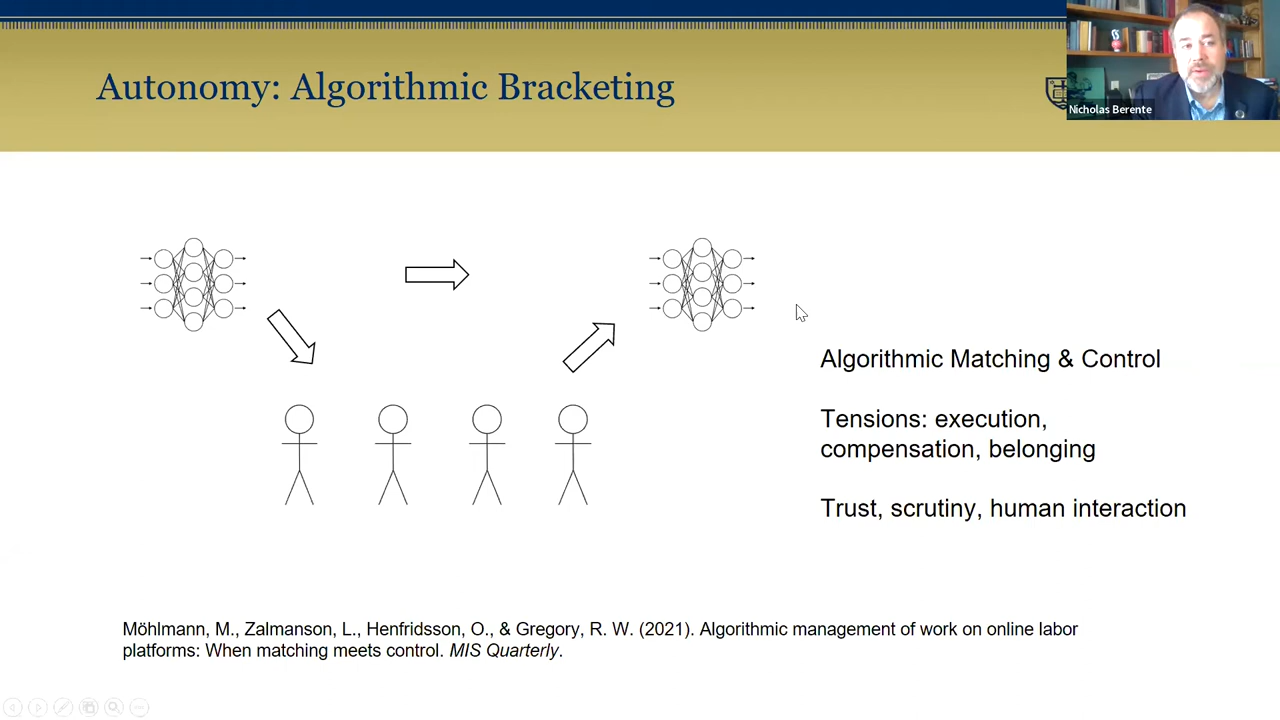 Autonomy: Algorithmic Bracketing
Nicholas Berente
Algorithmic Matching & Control
Tensions: execution,
compensation, belonging
Trust, scrutiny, human interaction
Möhlmann, M., Zalmanson, L., Henfridsson, O., & Gregory, R. W. (2021). Algorithmic management of work on online labor
platforms: When matching meets control. MIS Quarterly.